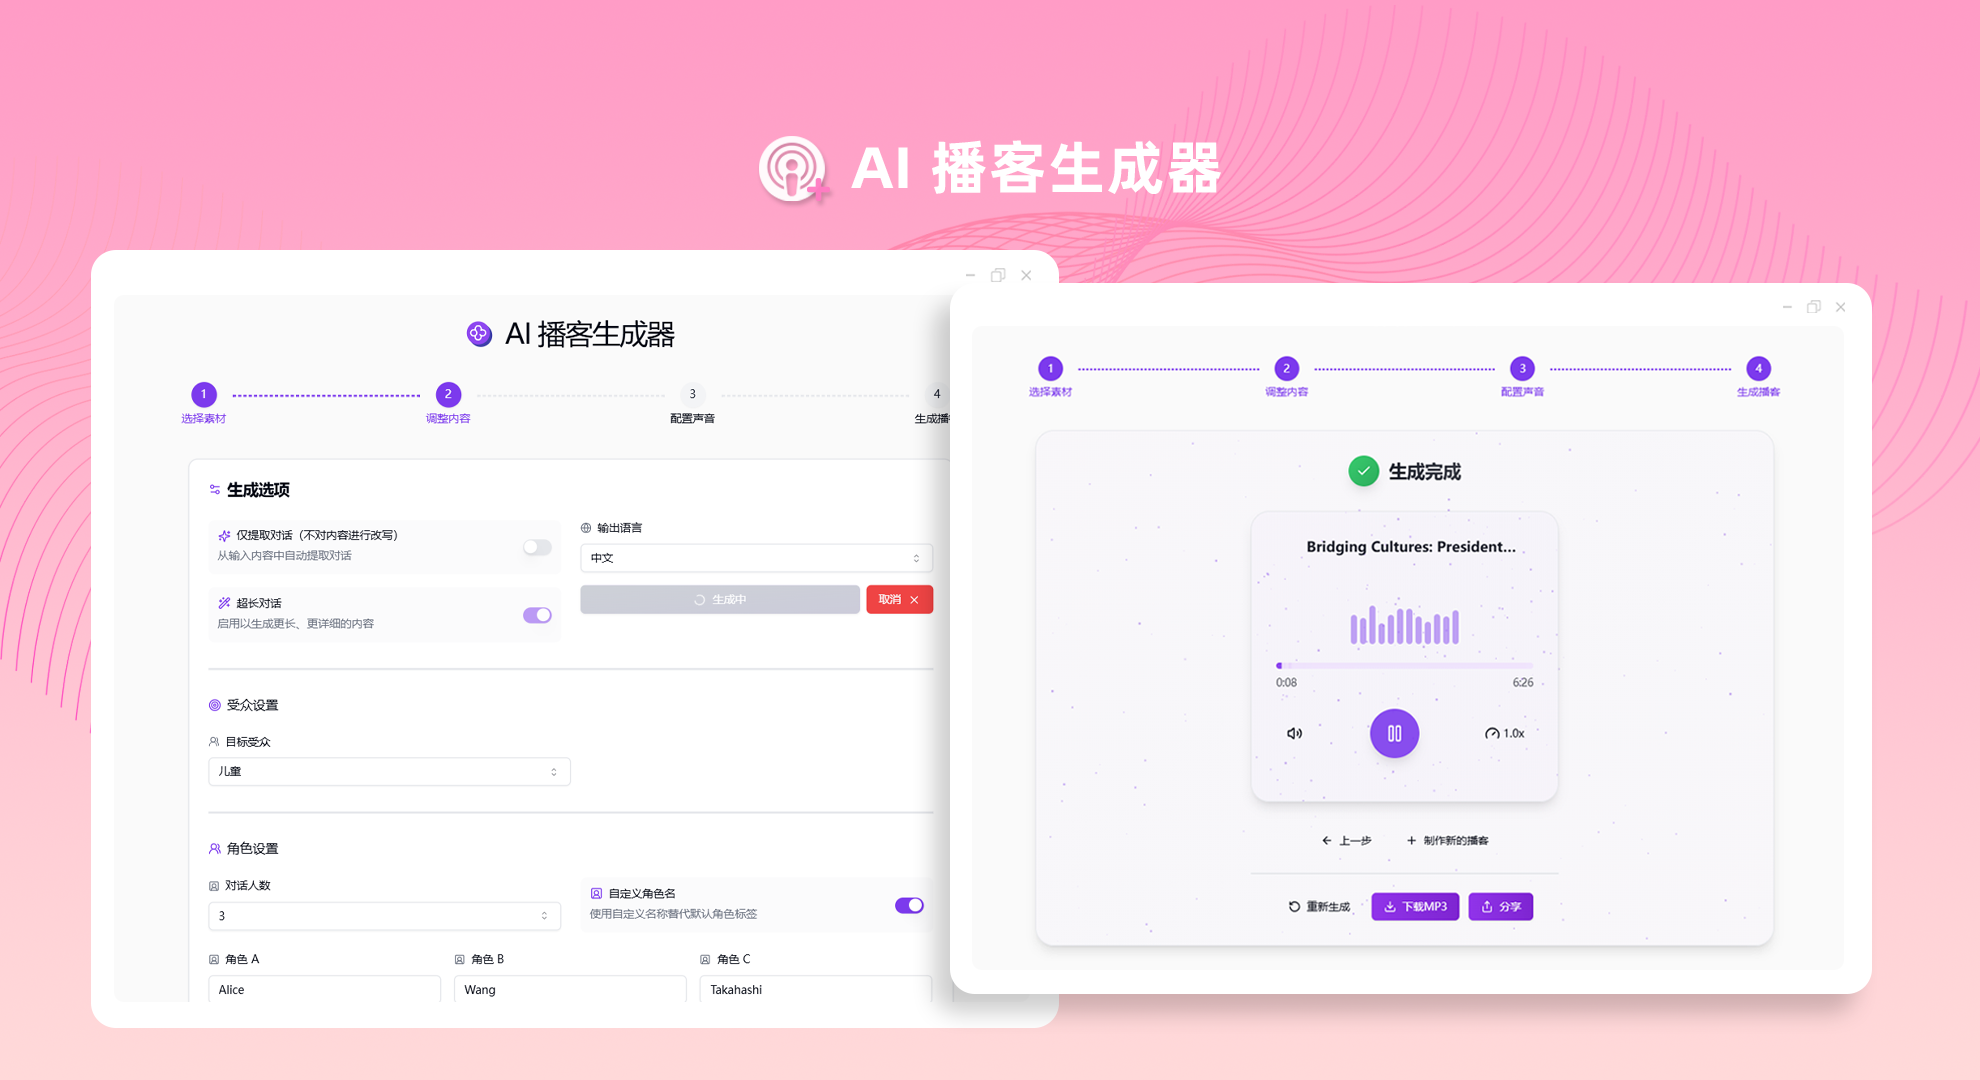 AI 播客生成器
AI 播客生成器
1
2
3
4
选择素材
调整内容
配置声音
生成播
生成选项
仅提取对话（不对内容进行改写）
从输入内容中自动提取对话
超长对话
启用以生成更长、更详细的内容
输出语言
中文
生成中
取消
受众设置
目标受众
儿童
角色设置
对话人数
3
自定义角色名
使用自定义名称替代默认角色标签
角色 A
角色 B
角色 C
Alice
Wang
Takahashi
1
2
3
4
选择素材
调整内容
配置声音
生成播客
生成完成
Bridging Cultures: President...
0:08
6:26
1.0x
上一步
制作新的播客
重新生成
下载MP3
分享